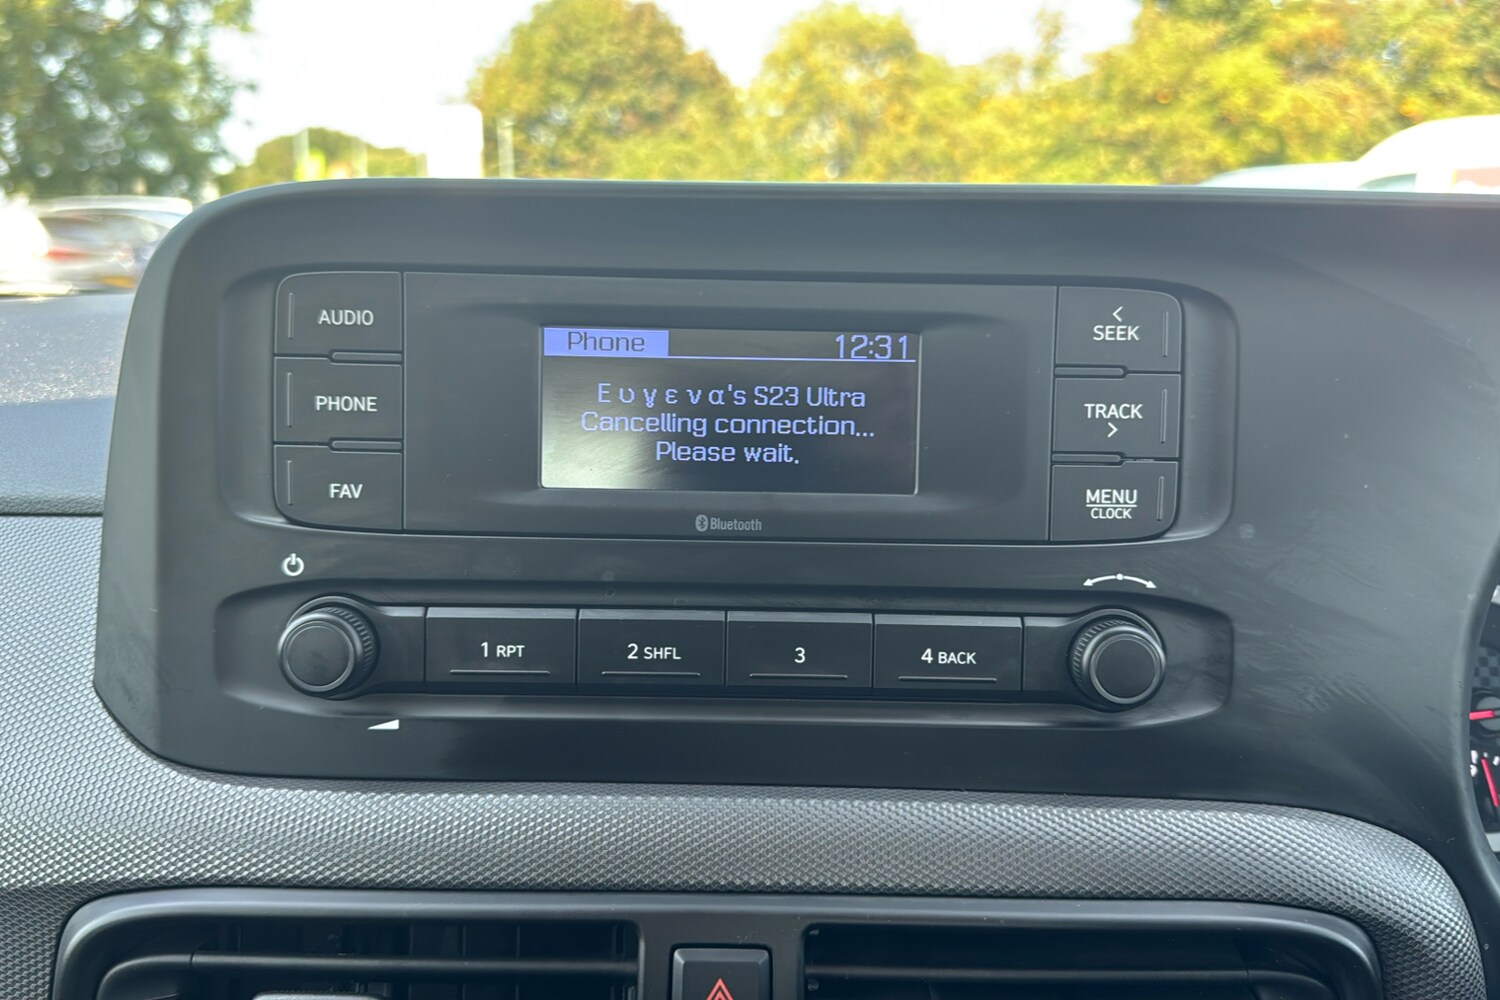 AUDIO
PHONE
FAV
Phone 12:31
Ευγενα's S23 Ultra
Cancelling connection...
Please wait.
Bluetooth
< SEEK
TRACK >
MENU
CLOCK
1 RPT
2 SHFL
3
4 BACK